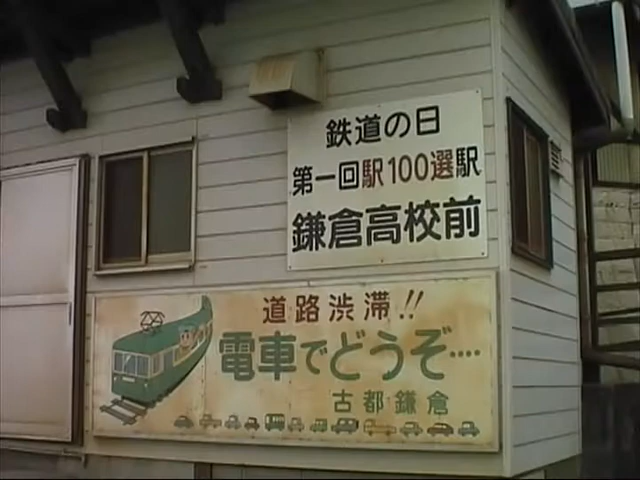 鉄道の日
第一回駅100選駅
鎌倉高校前
道路渋滞!!
電車でどうぞ····
古都鎌倉